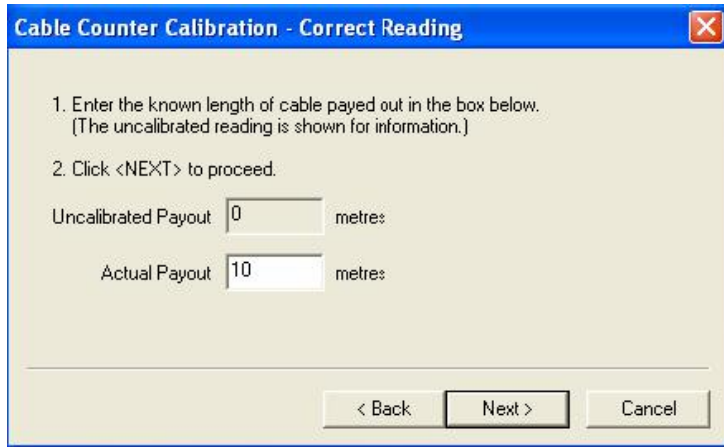 Cable Counter Calibration - Correct Reading
1. Enter the known length of cable payed out in the box below.
(The uncalibrated reading is shown for information.)
2. Click <NEXT> to proceed.
Uncalibrated Payout 0 metres
Actual Payout 10 metres
< Back Next > Cancel